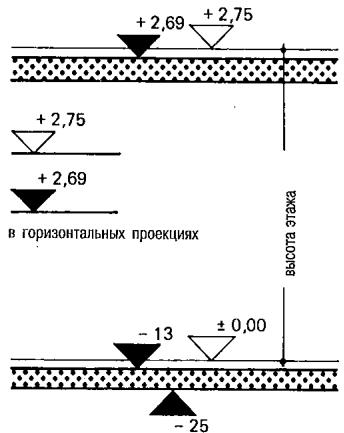 + 2,69 + 2,75
+ 2,75
+ 2,69
в горизонтальных проекциях
высота этажа
- 13 ± 0,00
- 25